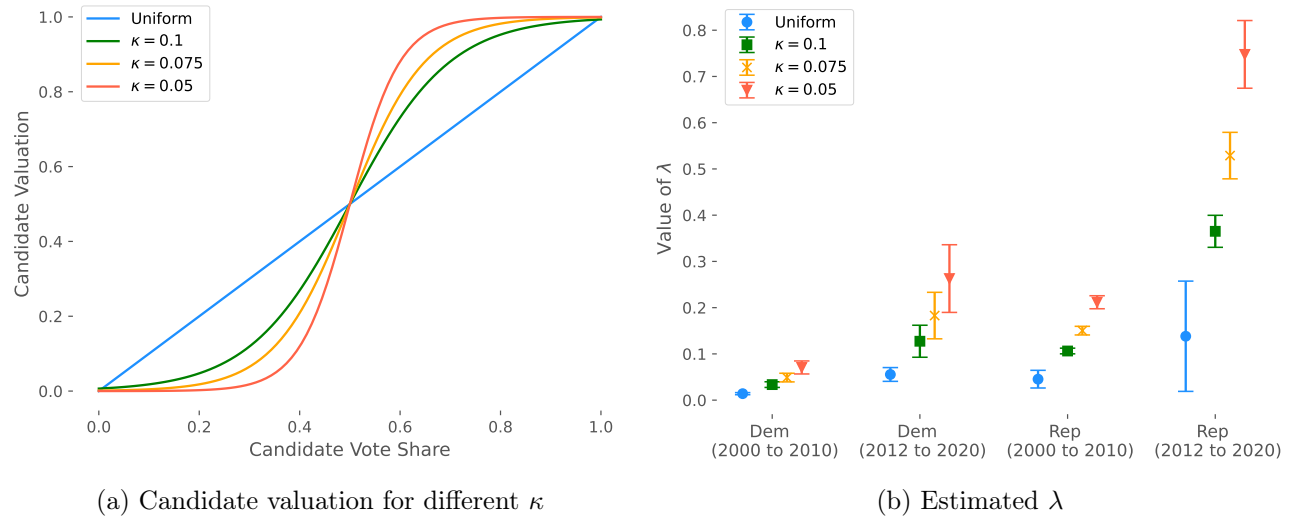 Uniform
κ = 0.1
κ = 0.075
κ = 0.05
Candidate Valuation
1.0
0.8
0.6
0.4
0.2
0.0
0.0 0.2 0.4 0.6 0.8 1.0
Candidate Vote Share
(a) Candidate valuation for different κ
Uniform
κ = 0.1
κ = 0.075
κ = 0.05
Value of λ
0.8
0.7
0.6
0.5
0.4
0.3
0.2
0.1
0.0
Dem Dem Rep Rep
(2000 to 2010) (2012 to 2020) (2000 to 2010) (2012 to 2020)
(b) Estimated λ